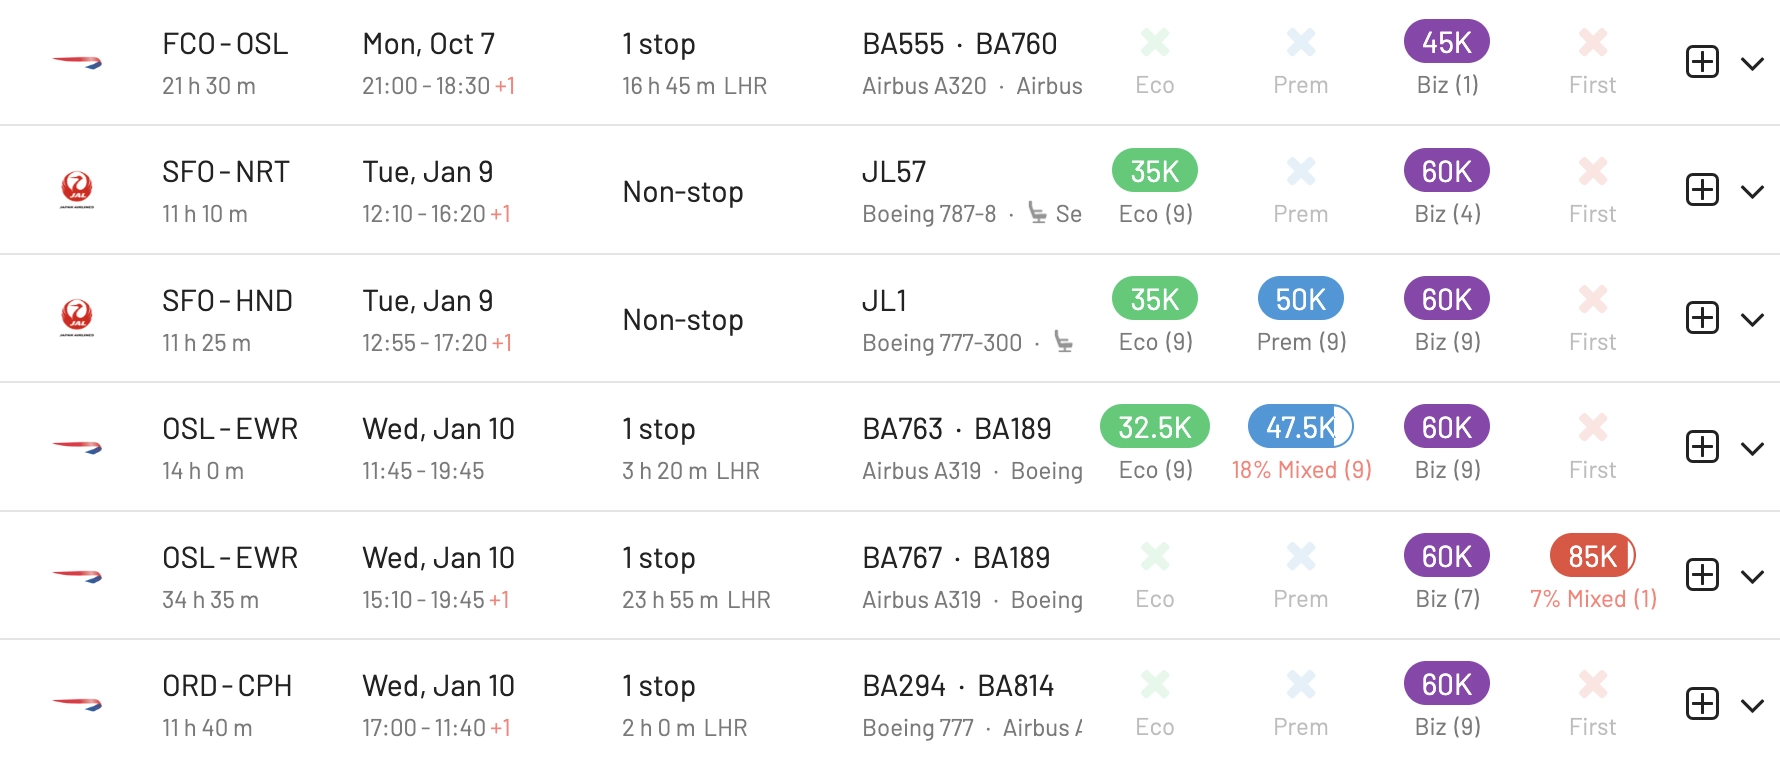 FCO - OSL Mon, Oct 7 1 stop BA555 · BA760 45K
21 h 30 m 21:00 - 18:30 +1 16 h 45 m LHR Airbus A320 · Airbus Eco Prem Biz (1) First
SFO - NRT Tue, Jan 9 Non-stop JL57 35K 60K
11 h 10 m 12:10 - 16:20 +1 Boeing 787-8 · Se Eco (9) Prem Biz (4) First
SFO - HND Tue, Jan 9 Non-stop JL1 35K 50K 60K
11 h 25 m 12:55 - 17:20 +1 Boeing 777-300 · Eco (9) Prem (9) Biz (9) First
OSL - EWR Wed, Jan 10 1 stop BA763 · BA189 32.5K 47.5K 60K
14 h 0 m 11:45 - 19:45 3 h 20 m LHR Airbus A319 · Boeing Eco (9) 18% Mixed (9) Biz (9) First
OSL - EWR Wed, Jan 10 1 stop BA767 · BA189 60K 85K
34 h 35 m 15:10 - 19:45 +1 23 h 55 m LHR Airbus A319 · Boeing Eco Prem Biz (7) 7% Mixed (1)
ORD - CPH Wed, Jan 10 1 stop BA294 · BA814 60K
11 h 40 m 17:00 - 11:40 +1 2 h 0 m LHR Boeing 777 · Airbus Eco Prem Biz (9) First